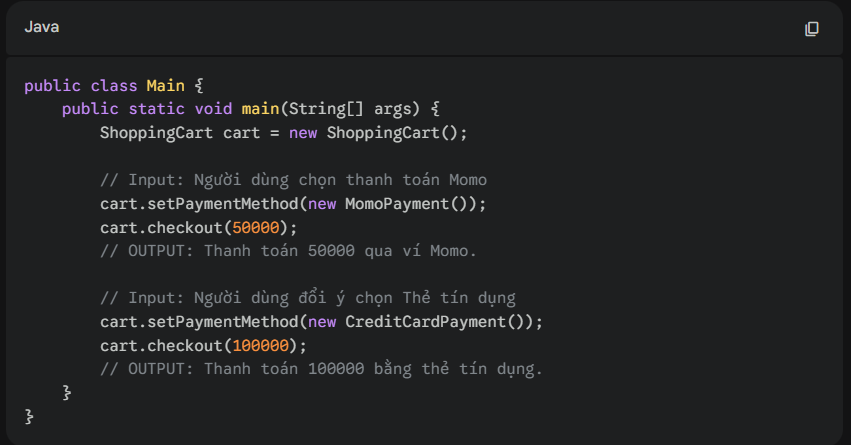 Java
public class Main {
    public static void main(String[] args) {
        ShoppingCart cart = new ShoppingCart();
        // Input: Người dùng chọn thanh toán Momo
        cart.setPaymentMethod(new MomoPayment());
        cart.checkout(50000);
        // OUTPUT: Thanh toán 50000 qua ví Momo.
        // Input: Người dùng đổi ý chọn Thẻ tín dụng
        cart.setPaymentMethod(new CreditCardPayment());
        cart.checkout(100000);
        // OUTPUT: Thanh toán 100000 bằng thẻ tín dụng.
    }
}